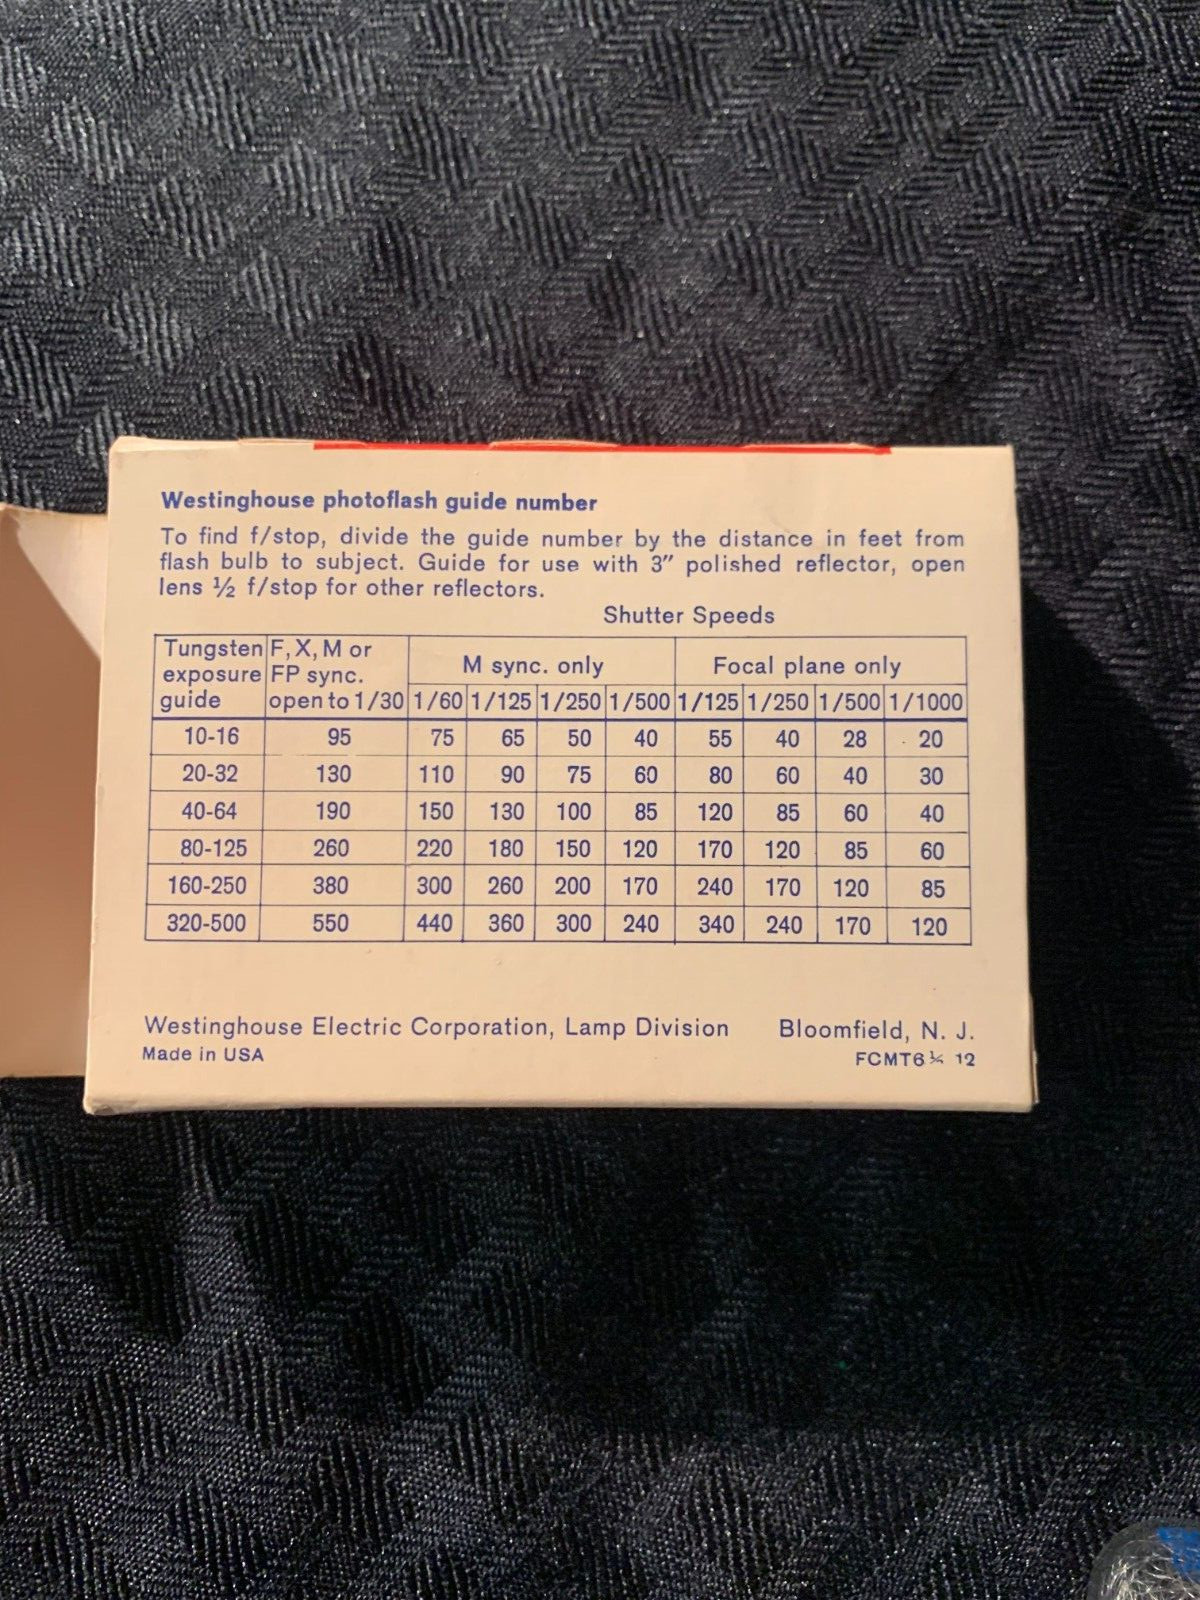 Westinghouse photoflash guide number
To find f/stop, divide the guide number by the distance in feet from
flash bulb to subject. Guide for use with 3″ polished reflector, open
lens ½ f/stop for other reflectors.
Shutter Speeds
Tungsten exposure guide | F, X, M or FP sync. open to 1/30 | M sync. only | Focal plane only
1/60 | 1/125 | 1/250 | 1/500 | 1/125 | 1/250 | 1/500 | 1/1000
10-16 | 95 | 75 | 65 | 50 | 40 | 55 | 40 | 28 | 20
20-32 | 130 | 110 | 90 | 75 | 60 | 80 | 60 | 40 | 30
40-64 | 190 | 150 | 130 | 100 | 85 | 120 | 85 | 60 | 40
80-125 | 260 | 220 | 180 | 150 | 120 | 170 | 120 | 85 | 60
160-250 | 380 | 300 | 260 | 200 | 170 | 240 | 170 | 120 | 85
320-500 | 550 | 440 | 360 | 300 | 240 | 340 | 240 | 170 | 120
Westinghouse Electric Corporation, Lamp Division Bloomfield, N. J.
Made in USA FCMT6 ¼ 12